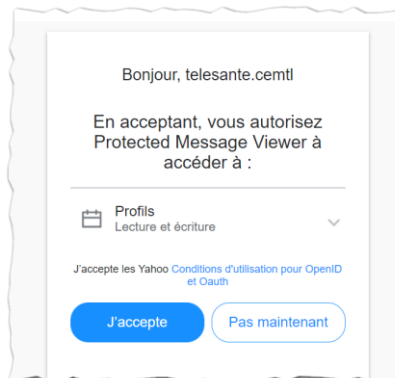 Bonjour, telesante.cemtl
En acceptant, vous autorisez
Protected Message Viewer à
accéder à :
Profils
Lecture et écriture
J'accepte les Yahoo Conditions d'utilisation pour OpenID
et Oauth
J'accepte
Pas maintenant